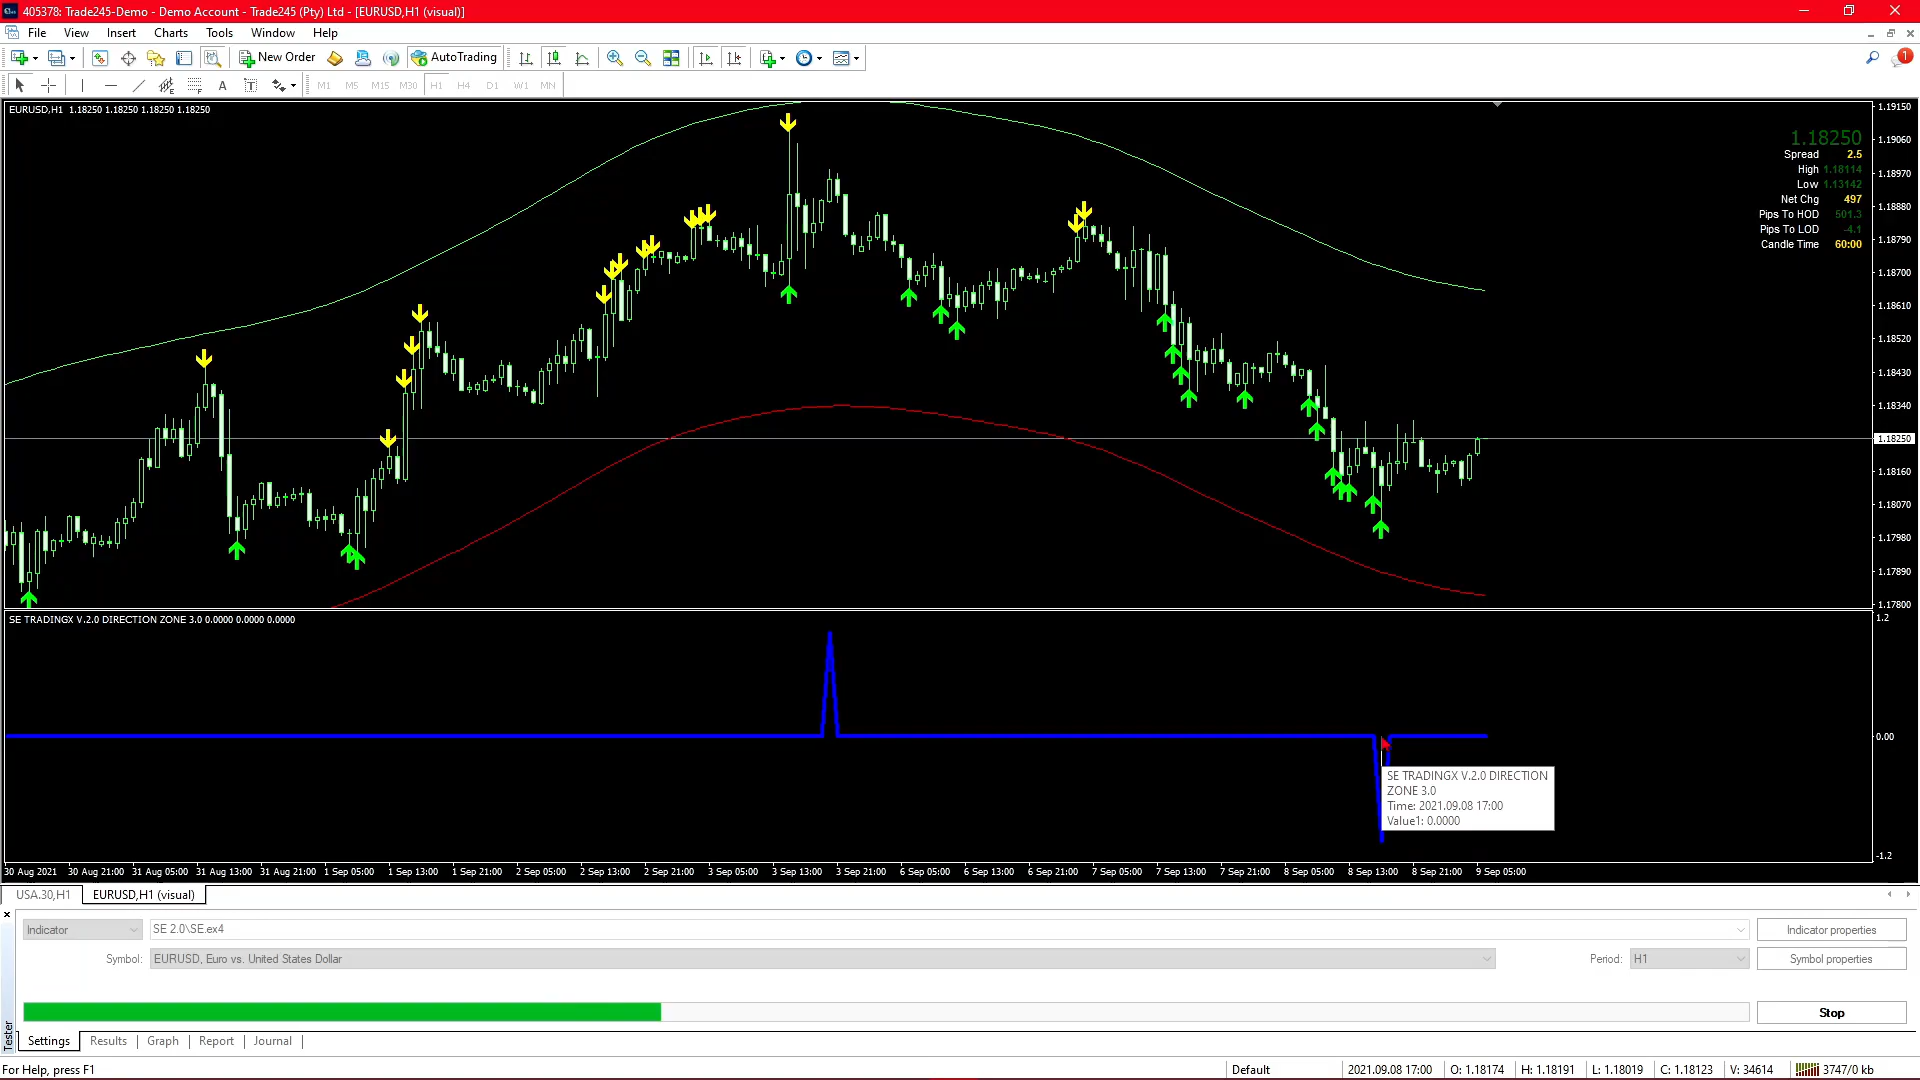 405378: Trade245-Demo - Demo Account - Trade245 (Pty) Ltd - [EURUSD,H1 (visual)]
File View Insert Charts Tools Window Help
New Order AutoTrading 1
A T M1 M5 M15 M30 H1 H4 D1 W1 MN
EURUSD,H1 1.18250 1.18250 1.18250 1.18250
1.18250
Spread 2.5
High 1.18114
Low 1.13142
Net Chg 497
Pips To HOD 501.3
Pips To LOD -4.1
Candle Time 60:00
1.19150
1.19060
1.18970
1.18880
1.18790
1.18700
1.18610
1.18520
1.18430
1.18340
1.18250
1.18160
1.18070
1.17980
1.17890
1.17800
SE TRADINGX V.2.0 DIRECTION ZONE 3.0 0.0000 0.0000 0.0000
1.2
0.00
-1.2
SE TRADINGX V.2.0 DIRECTION
ZONE 3.0
Time: 2021.09.08 17:00
Value1: 0.0000
30 Aug 2021 30 Aug 21:00 31 Aug 05:00 31 Aug 13:00 31 Aug 21:00 1 Sep 05:00 1 Sep 13:00 1 Sep 21:00 2 Sep 05:00 2 Sep 13:00 2 Sep 21:00 3 Sep 05:00 3 Sep 13:00 3 Sep 21:00 6 Sep 05:00 6 Sep 13:00 6 Sep 21:00 7 Sep 05:00 7 Sep 13:00 7 Sep 21:00 8 Sep 05:00 8 Sep 13:00 8 Sep 21:00 9 Sep 05:00
USA.30,H1 EURUSD,H1 (visual)
Indicator SE 2.0\SE.ex4 Indicator properties
Symbol: EURUSD, Euro vs. United States Dollar Period: H1 Symbol properties
Stop
Tester
Settings Results Graph Report Journal
For Help, press F1 Default 2021.09.08 17:00 O: 1.18174 H: 1.18191 L: 1.18019 C: 1.18123 V: 34614 3747/0 kb